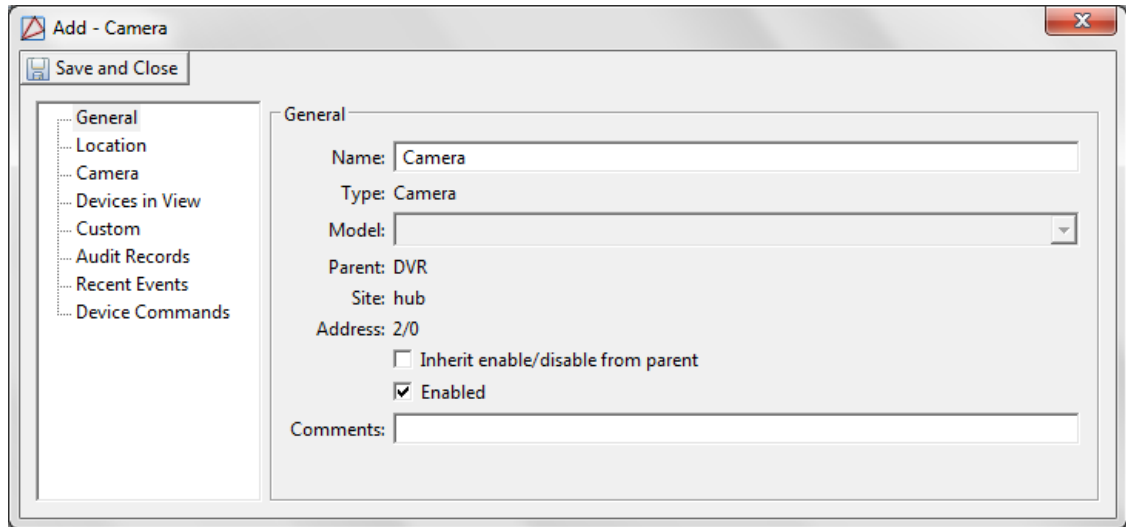 Add - Camera
Save and Close
General
Location
Camera
Devices in View
Custom
Audit Records
Recent Events
Device Commands
General
Name: Camera
Type: Camera
Model:
Parent: DVR
Site: hub
Address: 2/0
Inherit enable/disable from parent
Enabled
Comments: